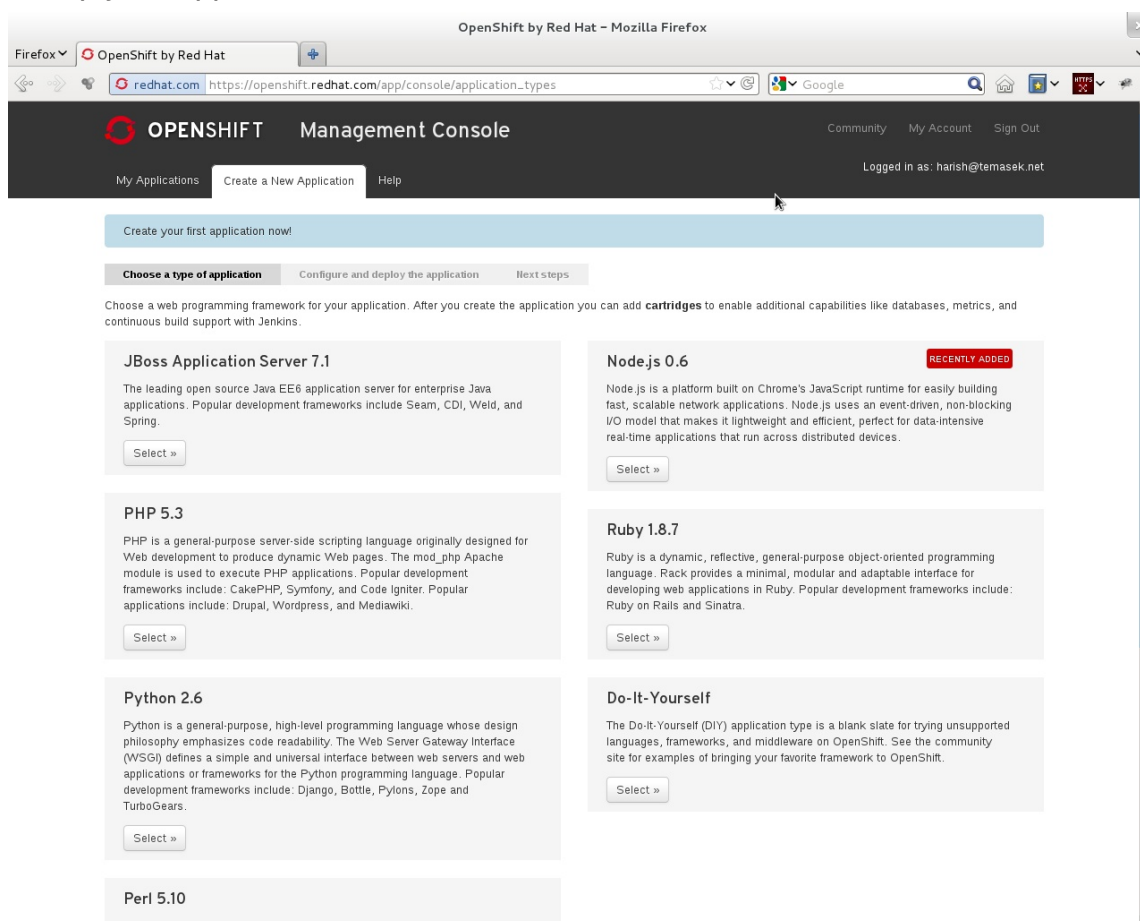 OpenShift by Red Hat - Mozilla Firefox
Firefox
OpenShift by Red Hat
redhat.com https://openshift.redhat.com/app/console/application_types
Google
HTTPS
OPENSHIFT Management Console
Community My Account Sign Out
Logged in as: harish@temasek.net
My Applications Create a New Application Help
Create your first application now!
Choose a type of application Configure and deploy the application Next steps
Choose a web programming framework for your application. After you create the application you can add cartridges to enable additional capabilities like databases, metrics, and
continuous build support with Jenkins.
JBoss Application Server 7.1
The leading open source Java EE6 application server for enterprise Java
applications. Popular development frameworks include Seam, CDI, Weld, and
Spring.
Select »
PHP 5.3
PHP is a general-purpose server-side scripting language originally designed for
Web development to produce dynamic Web pages. The mod_php Apache
module is used to execute PHP applications. Popular development
frameworks include: CakePHP, Symfony, and Code Igniter. Popular
applications include: Drupal, Wordpress, and Mediawiki.
Select »
Python 2.6
Python is a general-purpose, high-level programming language whose design
philosophy emphasizes code readability. The Web Server Gateway Interface
(WSGI) defines a simple and universal interface between web servers and web
applications or frameworks for the Python programming language. Popular
development frameworks include: Django, Bottle, Pylons, Zope and
TurboGears.
Select »
Perl 5.10
Node.js 0.6
RECENTLY ADDED
Node.js is a platform built on Chrome's JavaScript runtime for easily building
fast, scalable network applications. Node.js uses an event-driven, non-blocking
I/O model that makes it lightweight and efficient, perfect for data-intensive
real-time applications that run across distributed devices.
Select »
Ruby 1.8.7
Ruby is a dynamic, reflective, general-purpose object-oriented programming
language. Rack provides a minimal, modular and adaptable interface for
developing web applications in Ruby. Popular development frameworks include:
Ruby on Rails and Sinatra.
Select »
Do-It-Yourself
The Do-It-Yourself (DIY) application type is a blank slate for trying unsupported
languages, frameworks, and middleware on OpenShift. See the community
site for examples of bringing your favorite framework to OpenShift.
Select »